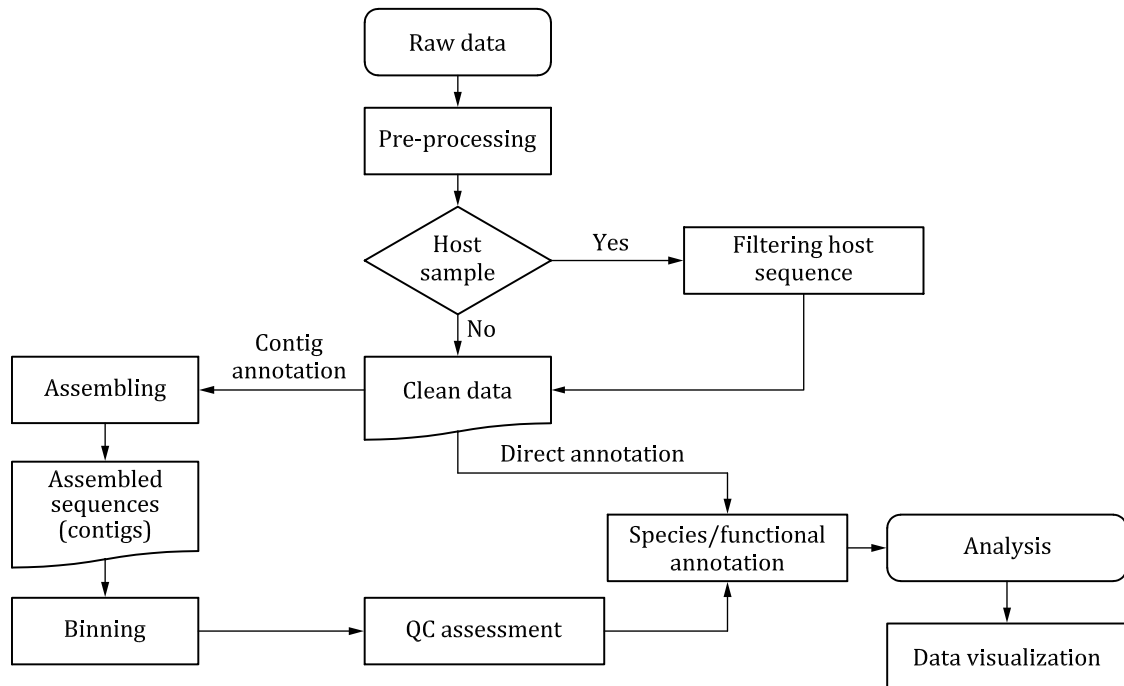 Raw data
Pre-processing
Host
sample
Yes
Filtering host
sequence
No
Contig
annotation
Assembling
Clean data
Direct annotation
Assembled
sequences
(contigs)
Species/functional
annotation
Analysis
Binning
QC assessment
Data visualization